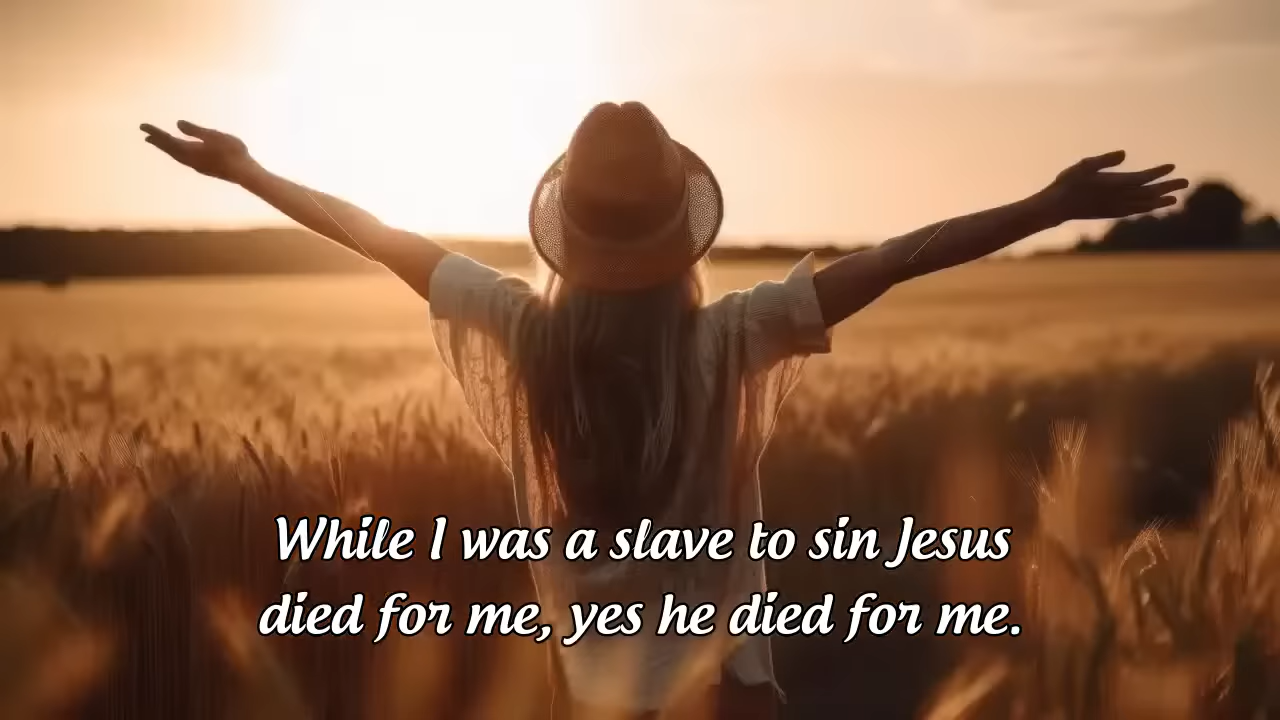 While I was a slave to sin Jesus
died for me, yes he died for me.